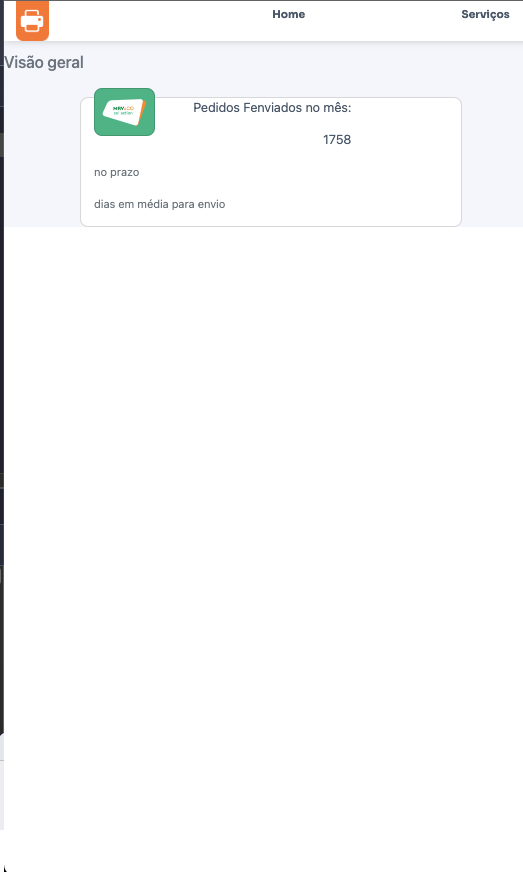 Home Serviços
Visão geral
Pedidos Fenviados no mês:
1758
no prazo
dias em média para envio